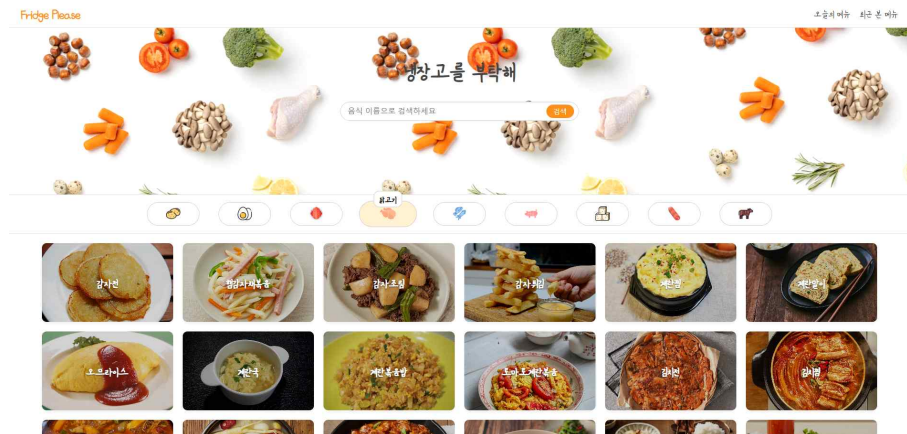 Fridge Please
오늘의 메뉴 최근 본 메뉴
냉장고를 부탁해
음식 이름으로 검색하세요
검색
닭고기
감자전
햄감자채볶음
감자조림
감자튀김
계란찜
계란말이
오므라이스
계란국
계란볶음밥
토마토계란볶음
김치전
김치찜